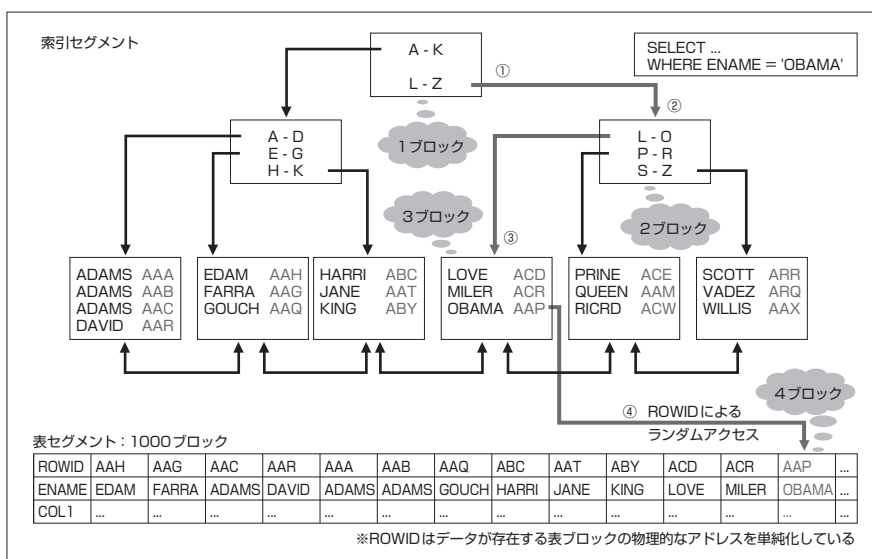 索引セグメント
A - K
L - Z
SELECT ...
WHERE ENAME = 'OBAMA'
①
②
A - D
E - G
H - K
1ブロック
L - O
P - R
S - Z
3ブロック
③
2ブロック
ADAMS AAA
ADAMS AAB
ADAMS AAC
DAVID AAR
EDAM AAH
FARRA AAG
GOUCH AAQ
HARRI ABC
JANE AAT
KING ABY
LOVE ACD
MILER ACR
OBAMA AAP
PRINE ACE
QUEEN AAM
RICRD ACW
SCOTT ARR
VADEZ ARQ
WILLIS AAX
4ブロック
④ ROWIDによる
ランダムアクセス
表セグメント:1000ブロック
ROWID AAH AAG AAC AAR AAA AAB AAQ ABC AAT ABY ACD ACR AAP ...
ENAME EDAM FARRA ADAMS DAVID ADAMS ADAMS GOUCH HARRI JANE KING LOVE MILER OBAMA ...
COL1 ... ... ... ... ... ... ... ... ... ... ... ... ... ...
※ROWIDはデータが存在する表ブロックの物理的なアドレスを単純化している